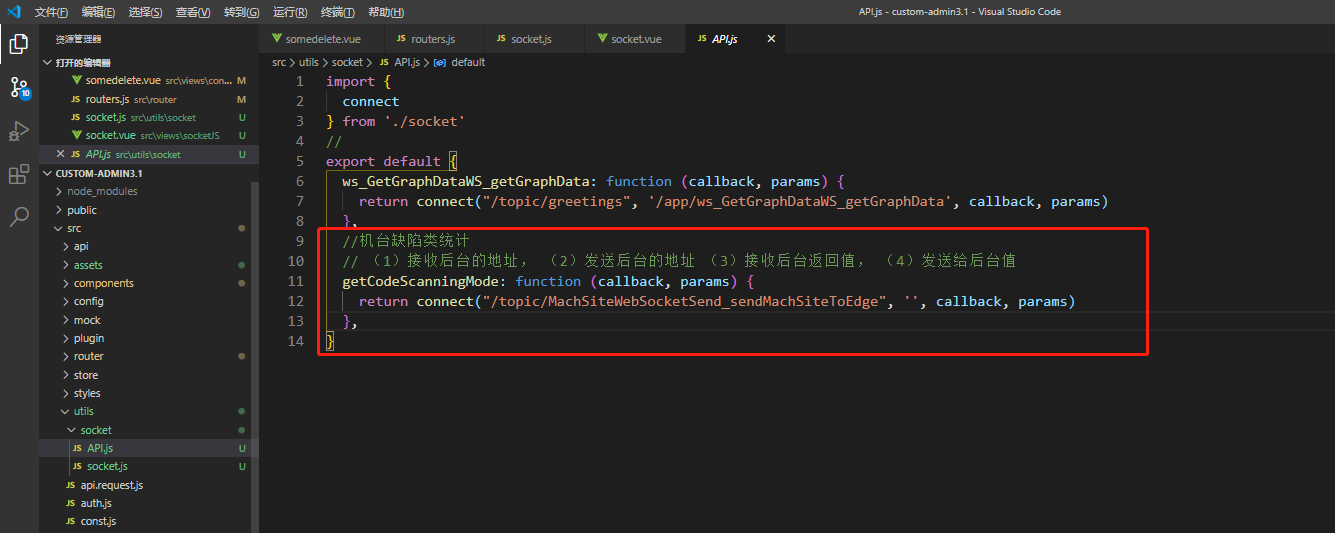 文件(F) 编辑(E) 选择(S) 查看(V) 转到(G) 运行(R) 终端(T) 帮助(H) API.js - custom-admin3.1 - Visual Studio Code
资源管理器
somedelete.vue routers.js socket.js socket.vue API.js
打开的编辑器
somedelete.vue src\views\con... M
routers.js src\router M
socket.js src\utils\socket U
socket.vue src\views\socketJS U
API.js src\utils\socket U
CUSTOM-ADMIN3.1
node_modules
public
src
api
assets
components
config
mock
plugin
router
store
styles
utils
socket
API.js U
socket.js U
api.request.js
auth.js
const.js
10
src > utils > socket > API.js > default
1 import {
2 connect
3 } from './socket'
4 //
5 export default {
6 ws_GetGraphDataWS_getGraphData: function (callback, params) {
7 return connect("/topic/greetings", '/app/ws_GetGraphDataWS_getGraphData', callback, params)
8 },
9 //机台缺陷类统计
10 // （1）接收后台的地址， （2）发送后台的地址 （3）接收后台返回值， （4）发送给后台值
11 getCodeScanningMode: function (callback, params) {
12 return connect("/topic/MachSiteWebSocketSend_sendMachSiteToEdge", '', callback, params)
13 },
14 }